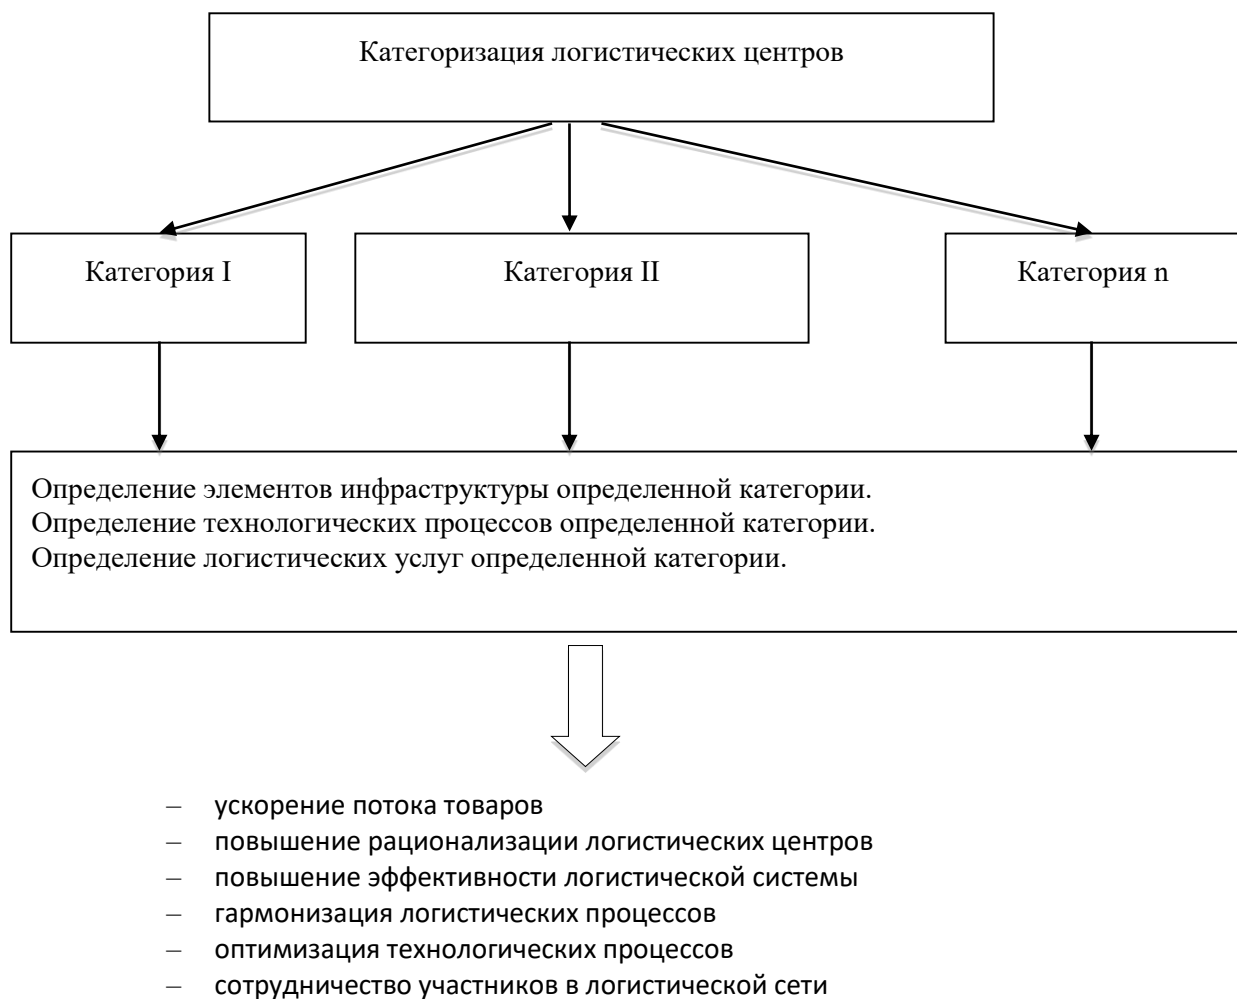 Категоризация логистических центров
Категория I
Категория II
Категория n
Определение элементов инфраструктуры определенной категории.
Определение технологических процессов определенной категории.
Определение логистических услуг определенной категории.
– ускорение потока товаров
– повышение рационализации логистических центров
– повышение эффективности логистической системы
– гармонизация логистических процессов
– оптимизация технологических процессов
– сотрудничество участников в логистической сети